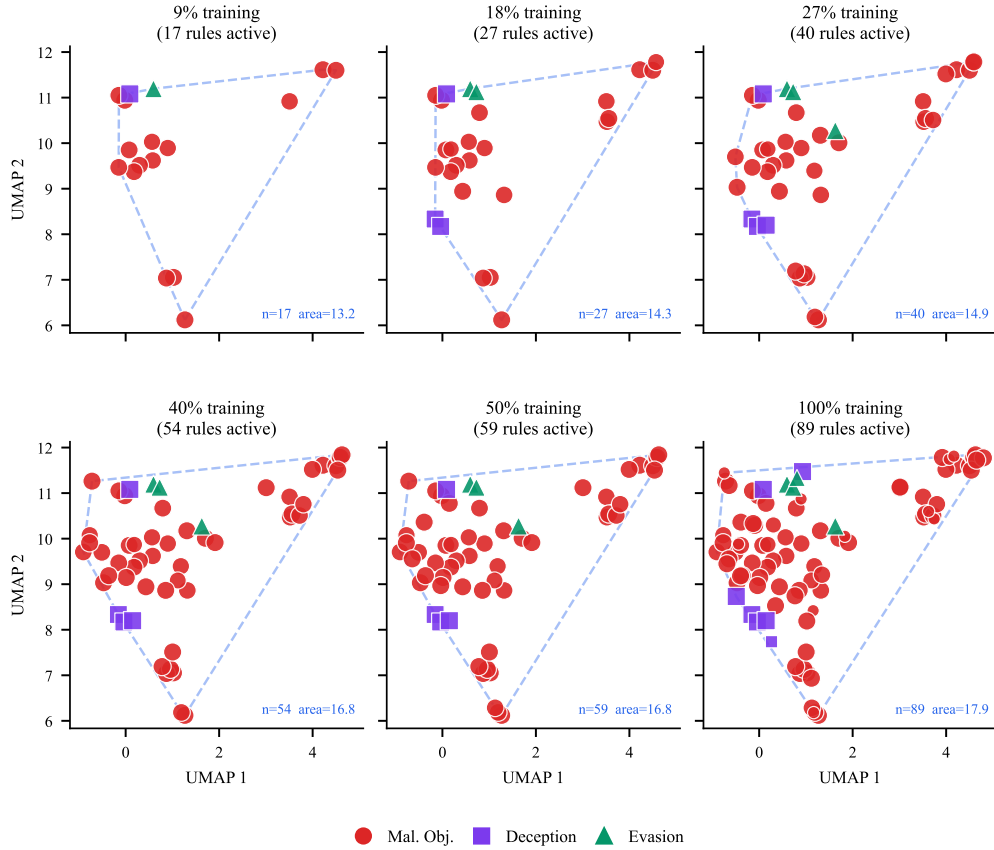 9% training
(17 rules active)
18% training
(27 rules active)
27% training
(40 rules active)
12
11
10
9
8
7
6
UMAP 2
n=17 area=13.2
n=27 area=14.3
n=40 area=14.9
40% training
(54 rules active)
50% training
(59 rules active)
100% training
(89 rules active)
12
11
10
9
8
7
6
UMAP 2
n=54 area=16.8
n=59 area=16.8
n=89 area=17.9
0 2 4
0 2 4
0 2 4
UMAP 1
UMAP 1
UMAP 1
Mal. Obj. Deception Evasion